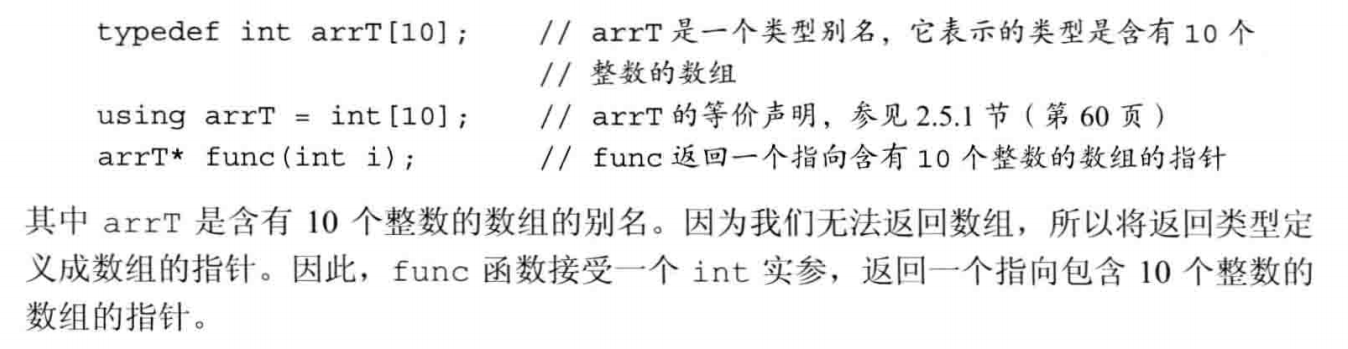 typedef int arrT[10]; // arrT 是一个类型别名，它表示的类型是含有 10 个
// 整数的数组
using arrT = int[10]; // arrT 的等价声明，参见 2.5.1 节（第 60 页）
arrT* func(int i); // func 返回一个指向含有 10 个整数的数组的指针
其中 arrT 是含有 10 个整数的数组的别名。因为我们无法返回数组，所以将返回类型定
义成数组的指针。因此，func 函数接受一个 int 实参，返回一个指向包含 10 个整数的
数组的指针。